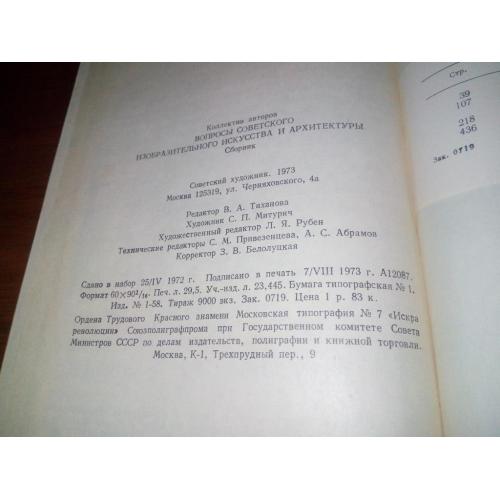 Коллектив авторов
ВОПРОСЫ СОВЕТСКОГО
ИЗОБРАЗИТЕЛЬНОГО ИСКУССТВА И АРХИТЕКТУРЫ
Сборник
Советский художник. 1973
Москва 125319, ул. Черняховского, 4а
Редактор В. А. Тиханова
Художник С. П. Митурич
Художественный редактор Л. Я. Рубен
Технические редакторы С. М. Привезенцева, А. С. Абрамов
Корректор З. В. Белолуцкая
Сдано в набор 25/IV 1972 г. Подписано в печать 7/VIII 1973 г. А12087.
Формат 60×90²/₁₆. Печ. л. 29,5. Уч.-изд. л. 23,445. Бумага типографская № 1.
Изд. № 1-58. Тираж 9000 экз. Зак. 0719. Цена 1 р. 83 к.
Ордена Трудового Красного знамени Московская типография № 7 «Искра
революции» Союзполиграфпрома при Государственном комитете Совета
Министров СССР по делам издательств, полиграфии и книжной торговли.
Москва, К-1, Трехпрудный пер., 9
Стр.
39
107
218
436
Зак. 0719